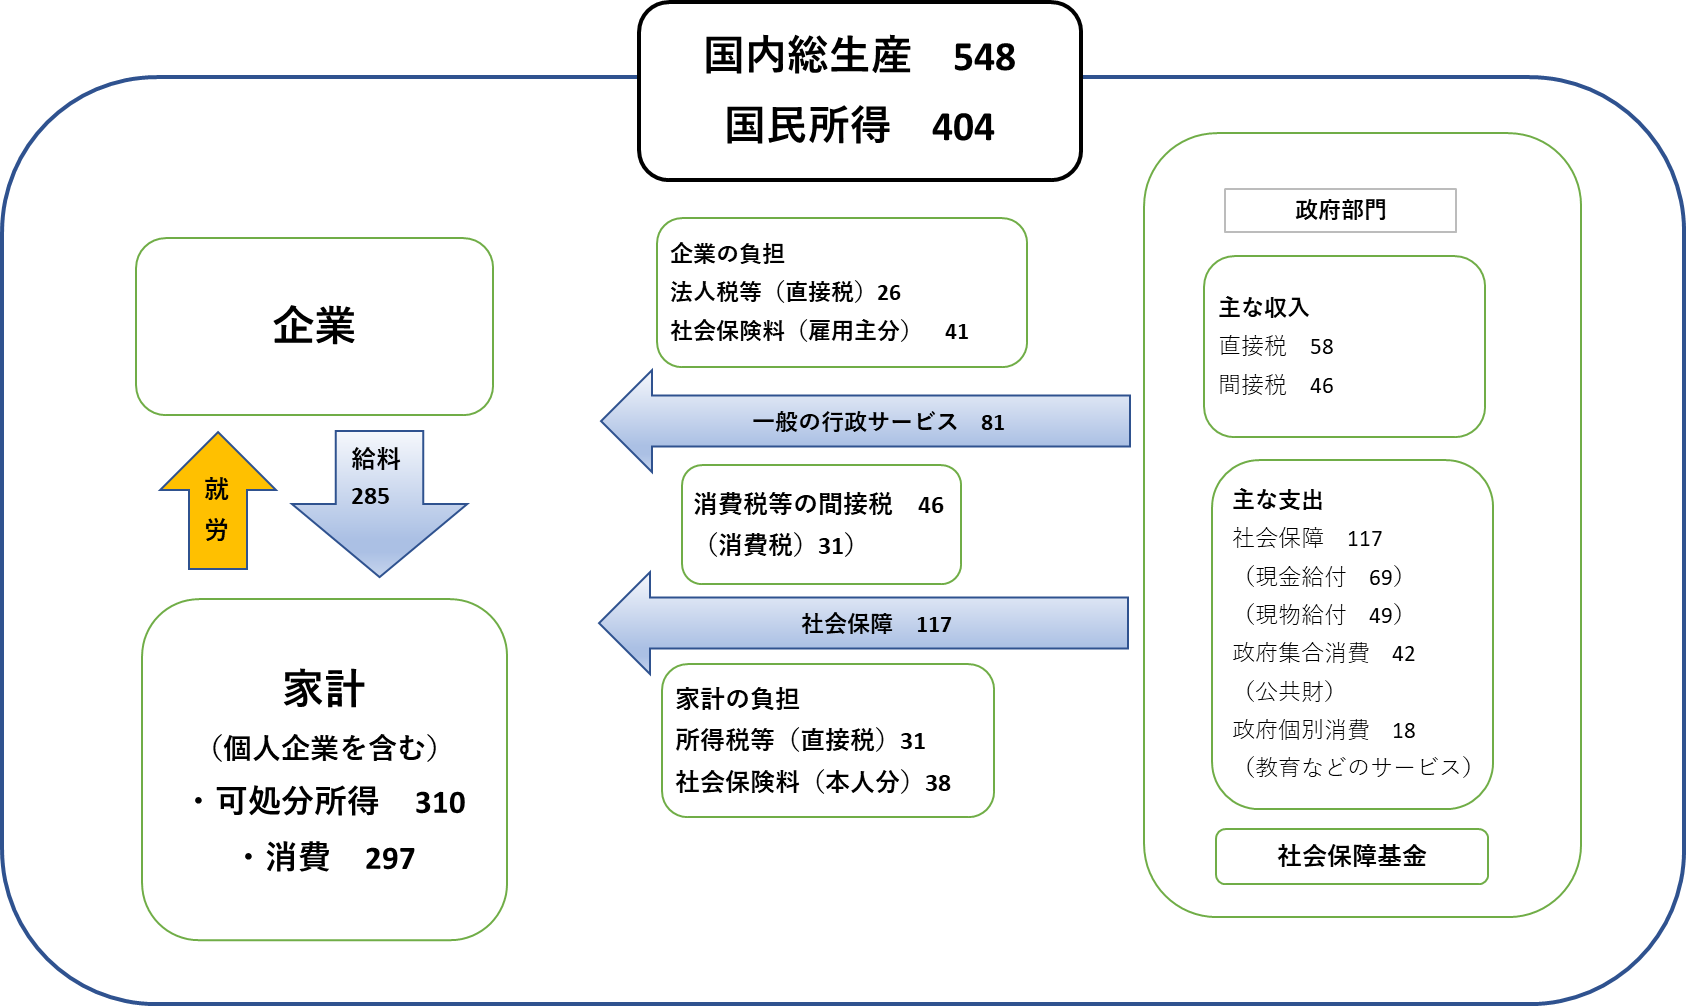 国内総生産　548
国民所得　404
企業
就
労
給料
285
家計
（個人企業を含む）
・可処分所得　310
・消費　297
企業の負担
法人税等（直接税）26
社会保険料（雇用主分）　41
一般の行政サービス　81
消費税等の間接税　46
（消費税）31）
社会保障　117
家計の負担
所得税等（直接税）31
社会保険料（本人分）38
政府部門
主な収入
直接税　58
間接税　46
主な支出
社会保障　117
（現金給付　69）
（現物給付　49）
政府集合消費　42
（公共財）
政府個別消費　18
（教育などのサービス）
社会保障基金